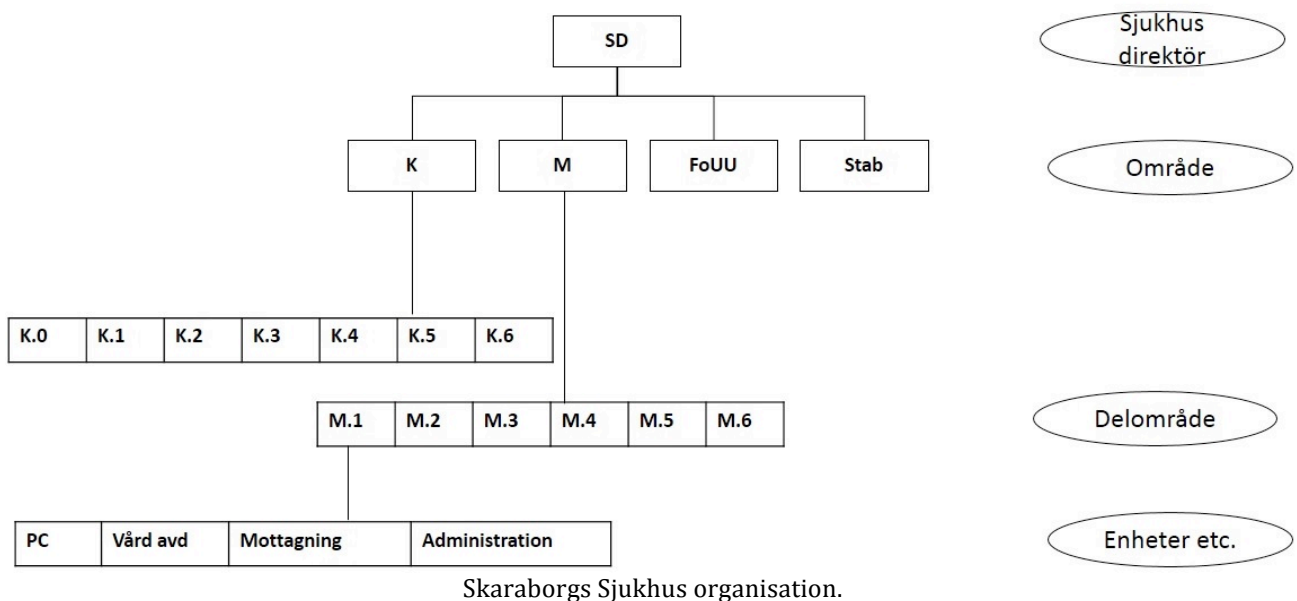 SD
Sjukhus
direktör
K
M
FoUU
Stab
Område
K.0 K.1 K.2 K.3 K.4 K.5 K.6
M.1 M.2 M.3 M.4 M.5 M.6
Delområde
PC Vård avd Mottagning Administration
Enheter etc.
Skaraborgs Sjukhus organisation.